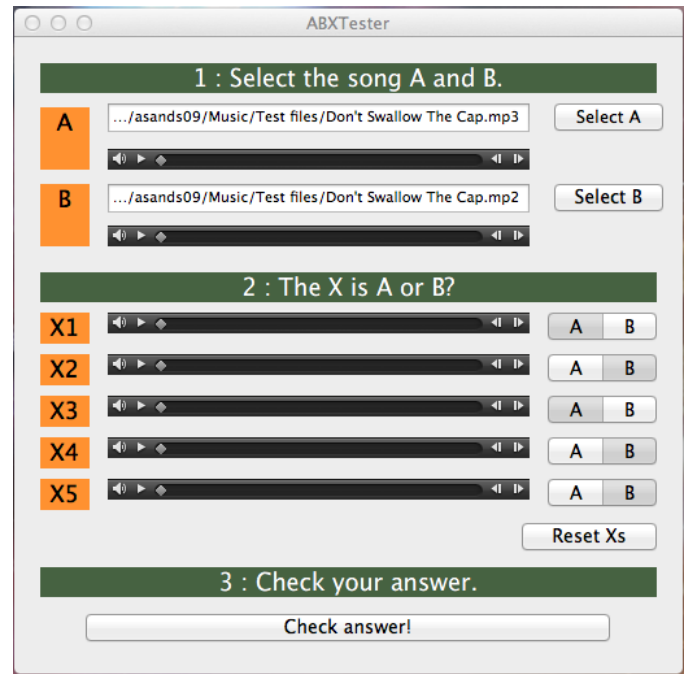 ABXTester
1 : Select the song A and B.
A
.../asands09/Music/Test files/Don't Swallow The Cap.mp3
Select A
B
.../asands09/Music/Test files/Don't Swallow The Cap.mp2
Select B
2 : The X is A or B?
X1 A B
X2 A B
X3 A B
X4 A B
X5 A B
Reset Xs
3 : Check your answer.
Check answer!